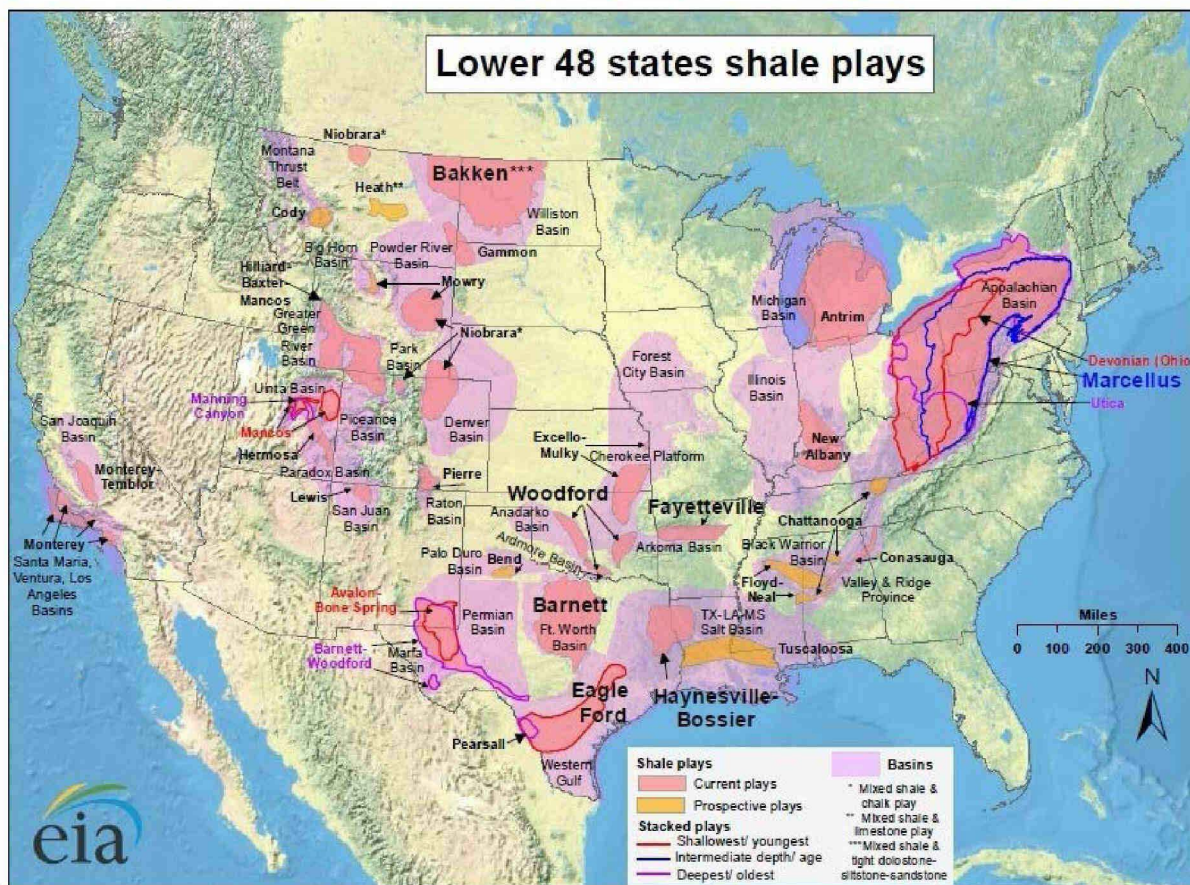 Lower 48 states shale plays
Niobrara*
Montana
Thrust
Belt
Bakken***
Heath**
Cody
Williston
Basin
Big Horn
Basin
Powder River
Basin
Gammon
Hilliard-
Baxter-
Mancos
Mowry
Michigan
Basin
Antrim
Appalachian
Basin
Greater
Green
River
Basin
Niobrara*
Park
Basin
Forest
City Basin
Devonian (Ohio
Marcellus
Utica
Uinta Basin
Manning
Canyon
Illinois
Basin
San Joaquin
Basin
Mancos
Piceance
Basin
Denver
Basin
Hermosa
Excello-
Mulky
Cherokee Platform
New
Albany
Monterey-
Temblor
Paradox Basin
Pierre
Lewis
San Juan
Basin
Raton
Basin
Woodford
Anadarko
Basin
Fayetteville
Chattanooga
Monterey
Santa Maria,
Ventura, Los
Angeles
Basins
Palo Duro
Basin
Bend
Ardmore Basin
Arkoma Basin
Black Warrior
Basin
Conasauga
Floyd-
Neal
Valley & Ridge
Province
Avalon-
Bone Spring
Permian
Basin
Barnett
Ft. Worth
Basin
TX-LA-MS
Salt Basin
Tuscaloosa
Miles
0 100 200 300 400
Barnett-
Woodford
Marfa
Basin
N
Eagle
Ford
Haynesville-
Bossier
Pearsall
Western
Gulf
Shale plays
Current plays
Prospective plays
Stacked plays
Shallowest/ youngest
Intermediate depth/ age
Deepest/ oldest
Basins
* Mixed shale &
chalk play
** Mixed shale &
limestone play
***Mixed shale &
tight dolostone-
siltstone-sandstone
eia